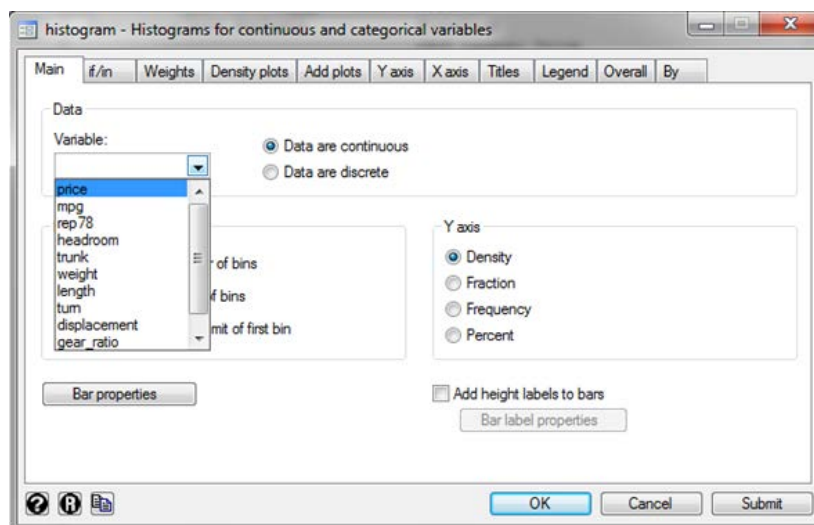 histogram - Histograms for continuous and categorical variables
Main if/in Weights Density plots Add plots Y axis X axis Titles Legend Overall By
Data
Variable:
Data are continuous
Data are discrete
price
mpg
rep78
headroom
trunk
weight
length
turn
displacement
gear_ratio
of bins
of bins
mit of first bin
Y axis
Density
Fraction
Frequency
Percent
Bar properties
Add height labels to bars
Bar label properties
OK Cancel Submit